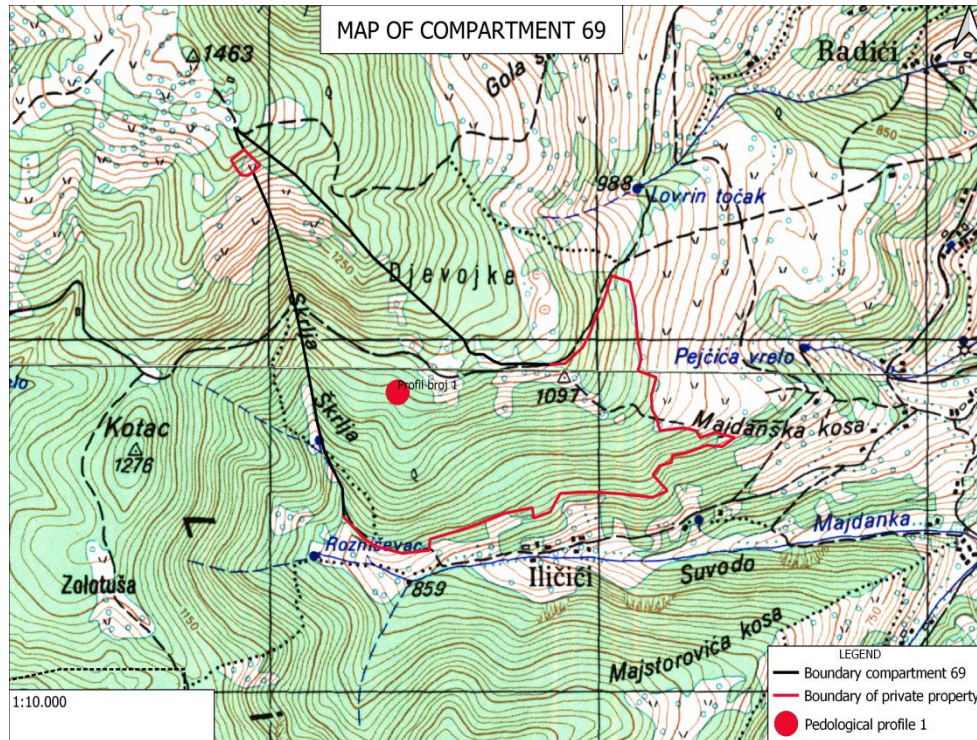 MAP OF COMPARTMENT 69
1463
Gola
Radići
850
988
Lovrin točak
1250
Djevojke
Škrlja
Pejčića vrelo
Profil broj 1
Škrlja
1097
Majdanska kosa
Kotac
1276
Rozničevac
Majdanka
Iličići
Suvodo
Zolotuša
859
1150
750
Majstorovića kosa
LEGEND
Boundary compartment 69
Boundary of private property
Pedological profile 1
1:10.000